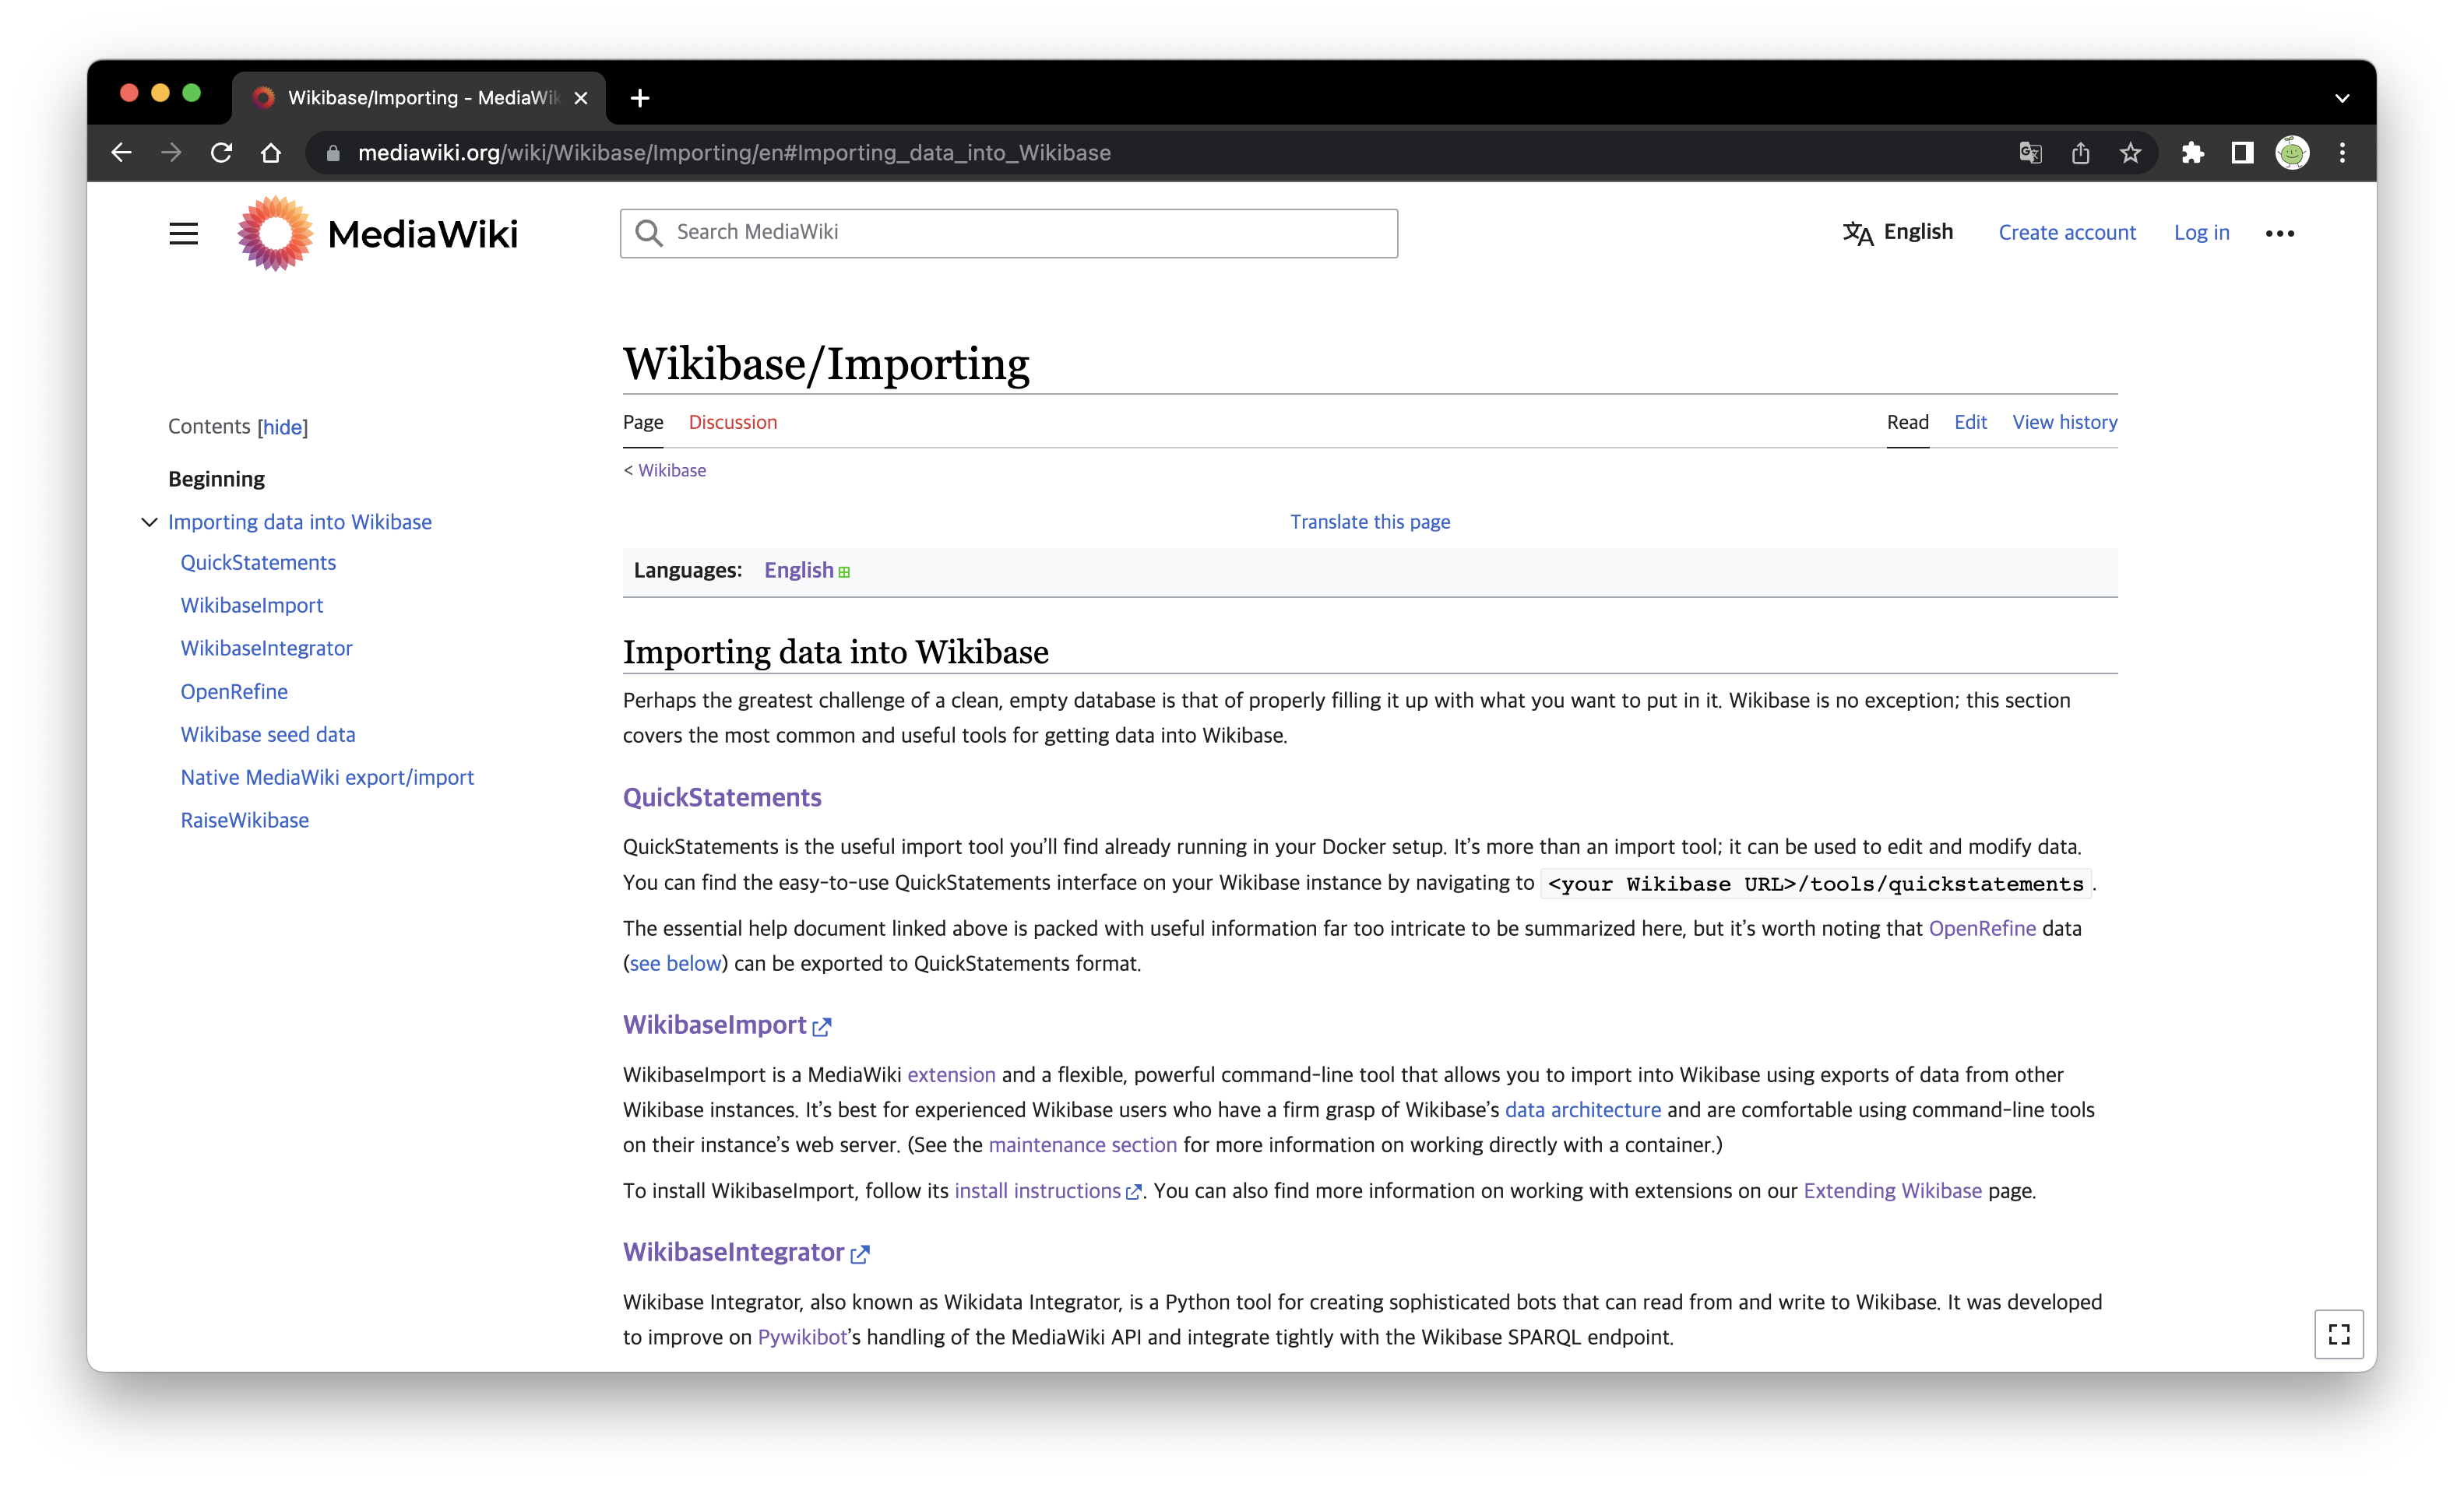 Wikibase/Importing - MediaWik
mediawiki.org/wiki/Wikibase/Importing/en#Importing_data_into_Wikibase
MediaWiki
Search MediaWiki
English
Create account
Log in
Wikibase/Importing
Page
Discussion
Read
Edit
View history
< Wikibase
Contents [hide]
Beginning
Importing data into Wikibase
QuickStatements
WikibaseImport
WikibaseIntegrator
OpenRefine
Wikibase seed data
Native MediaWiki export/import
RaiseWikibase
Translate this page
Languages: English
Importing data into Wikibase
Perhaps the greatest challenge of a clean, empty database is that of properly filling it up with what you want to put in it. Wikibase is no exception; this section
covers the most common and useful tools for getting data into Wikibase.
QuickStatements
QuickStatements is the useful import tool you’ll find already running in your Docker setup. It’s more than an import tool; it can be used to edit and modify data.
You can find the easy-to-use QuickStatements interface on your Wikibase instance by navigating to <your Wikibase URL>/tools/quickstatements.
The essential help document linked above is packed with useful information far too intricate to be summarized here, but it’s worth noting that OpenRefine data
(see below) can be exported to QuickStatements format.
WikibaseImport
WikibaseImport is a MediaWiki extension and a flexible, powerful command-line tool that allows you to import into Wikibase using exports of data from other
Wikibase instances. It’s best for experienced Wikibase users who have a firm grasp of Wikibase’s data architecture and are comfortable using command-line tools
on their instance’s web server. (See the maintenance section for more information on working directly with a container.)
To install WikibaseImport, follow its install instructions. You can also find more information on working with extensions on our Extending Wikibase page.
WikibaseIntegrator
Wikibase Integrator, also known as Wikidata Integrator, is a Python tool for creating sophisticated bots that can read from and write to Wikibase. It was developed
to improve on Pywikibot’s handling of the MediaWiki API and integrate tightly with the Wikibase SPARQL endpoint.